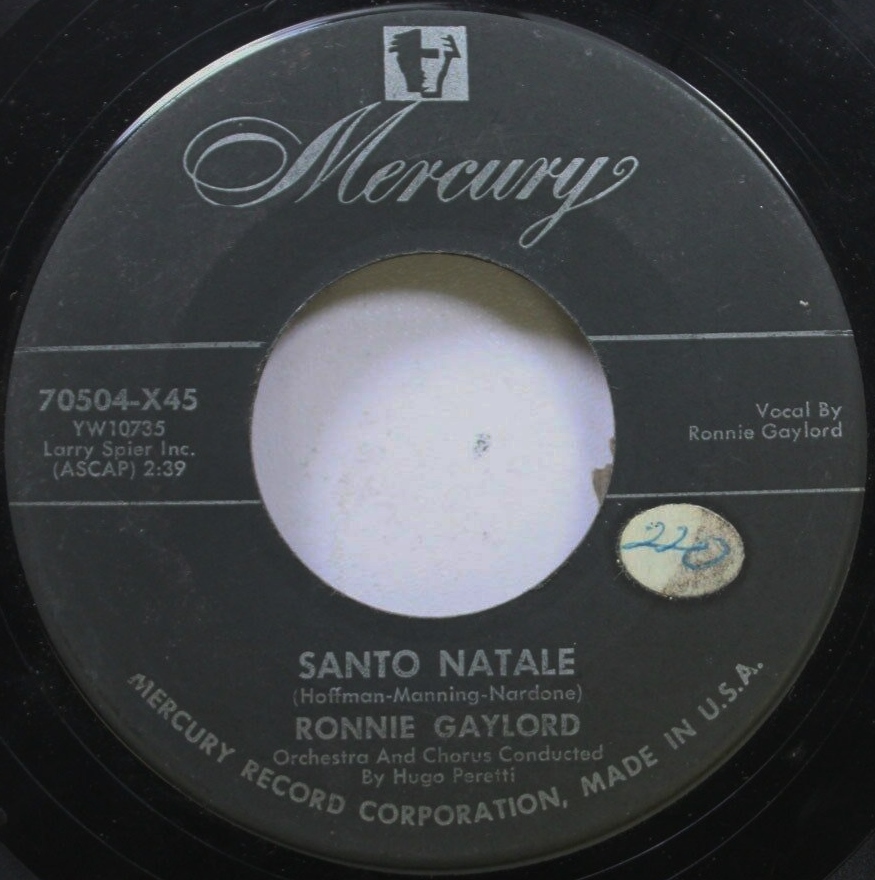 Mercury
70504-X45
YW10735
Larry Spier Inc.
(ASCAP) 2:39
Vocal By
Ronnie Gaylord
220
SANTO NATALE
(Hoffman-Manning-Nardone)
RONNIE GAYLORD
Orchestra And Chorus Conducted
By Hugo Peretti
MERCURY RECORD CORPORATION, MADE IN U.S.A.